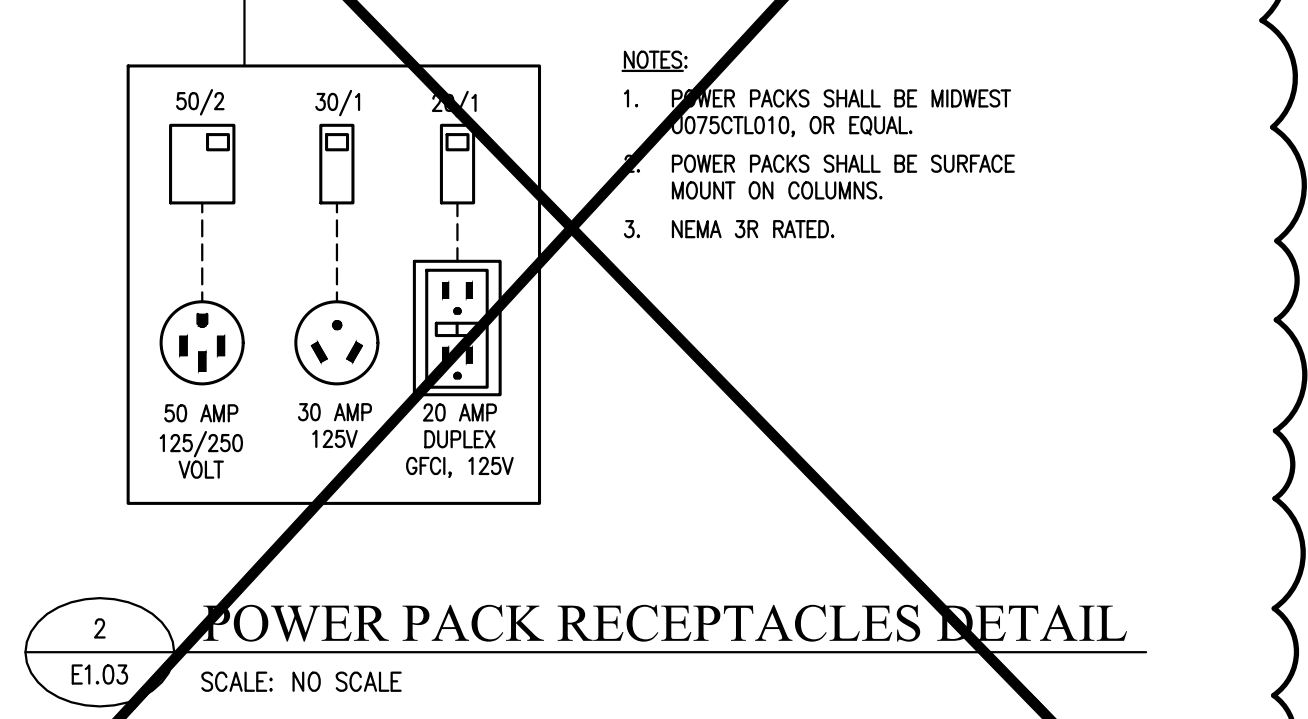 50/2 30/1 20/1
50 AMP
125/250
VOLT
30 AMP
125V
20 AMP
DUPLEX
GFCI, 125V
NOTES:
1. POWER PACKS SHALL BE MIDWEST
U075CTL010, OR EQUAL.
2. POWER PACKS SHALL BE SURFACE
MOUNT ON COLUMNS.
3. NEMA 3R RATED.
2
E1.03
POWER PACK RECEPTACLES DETAIL
SCALE: NO SCALE